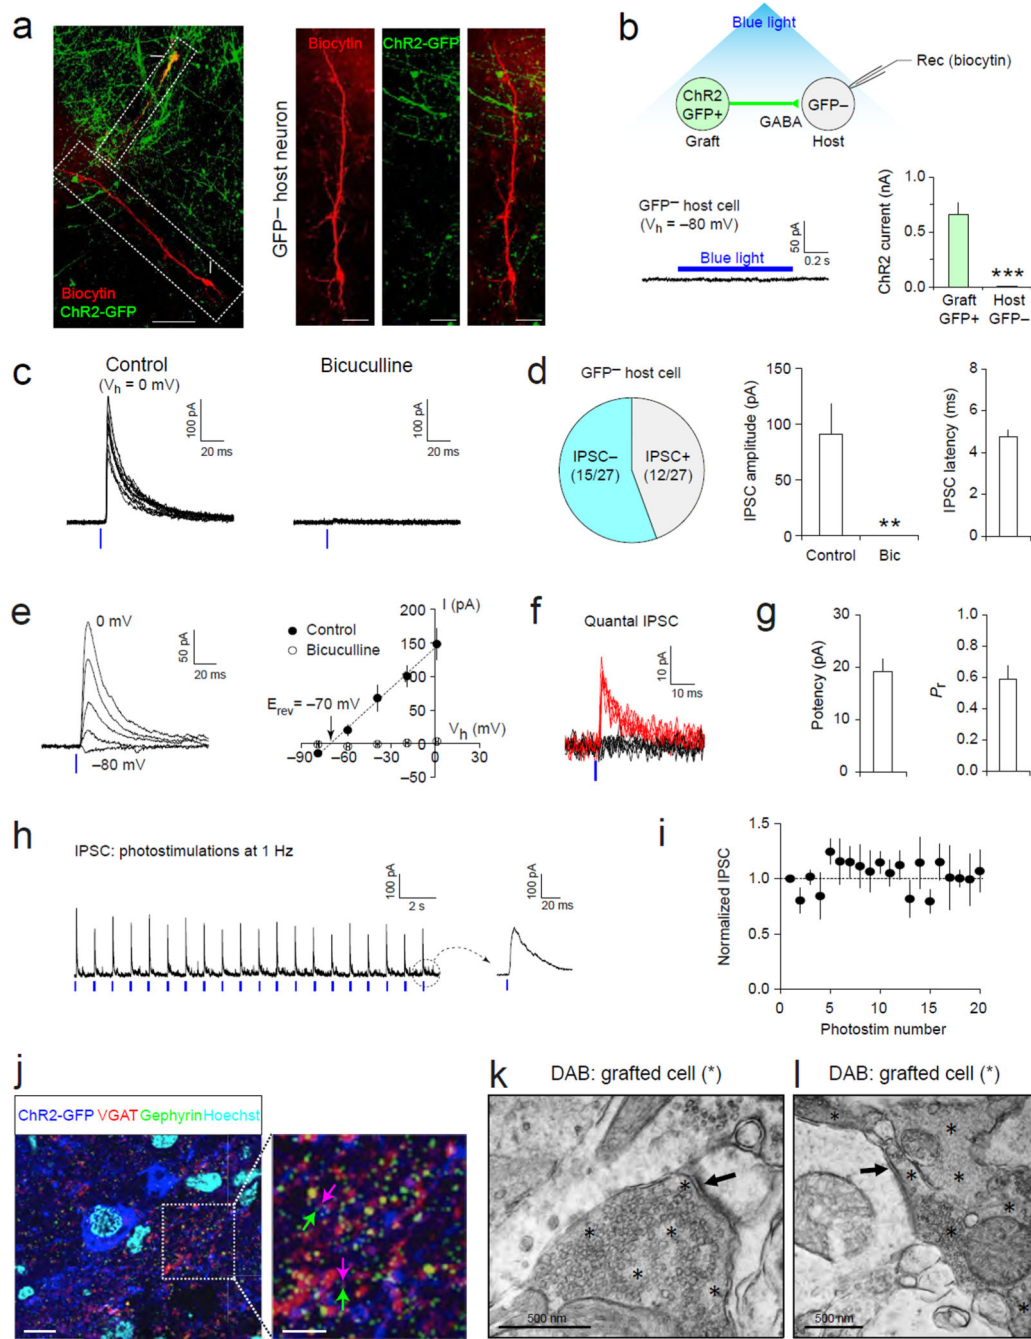 a
Biocytin
ChR2-GFP
GFP– host neuron
Biocytin
ChR2-GFP
b
Blue light
ChR2
GFP+
Graft
GABA
GFP–
Host
Rec (biocytin)
GFP– host cell
(Vh = –80 mV)
50 pA
0.2 s
Blue light
ChR2 current (nA)
1.0
0.5
0.0
***
Graft
GFP+
Host
GFP–
c
Control
(Vh = 0 mV)
100 pA
20 ms
Bicuculline
100 pA
20 ms
d
GFP– host cell
IPSC–
(15/27)
IPSC+
(12/27)
IPSC amplitude (pA)
150
100
50
0
**
Control
Bic
IPSC latency (ms)
8
6
4
2
0
e
0 mV
50 pA
20 ms
–80 mV
I (pA)
200
150
100
50
0
–50
Control
Bicuculline
Erev= –70 mV
Vh (mV)
–90
–60
–30
0
30
f
Quantal IPSC
10 pA
10 ms
g
Potency (pA)
30
20
10
0
Pr
1.0
0.8
0.6
0.4
0.2
0.0
h
IPSC: photostimulations at 1 Hz
100 pA
2 s
100 pA
20 ms
i
Normalized IPSC
1.5
1.0
0.5
0.0
0
5
10
15
20
Photostim number
j
ChR2-GFP VGAT Gephyrin Hoechst
k
DAB: grafted cell (*)
*
*
*
*
*
500 nm
l
DAB: grafted cell (*)
*
*
*
*
*
*
*
500 nm